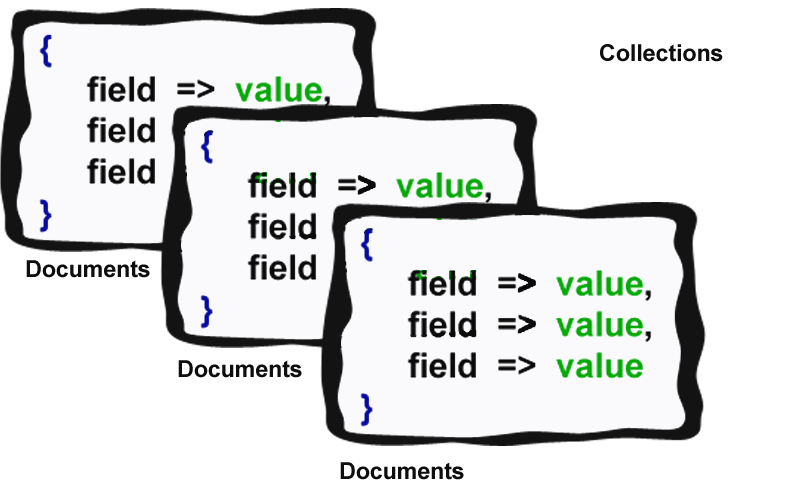 Collections
{
field => value,
field
field
}
Documents
{
field => value,
field
field
}
Documents
{
field => value,
field => value,
field => value
}
Documents